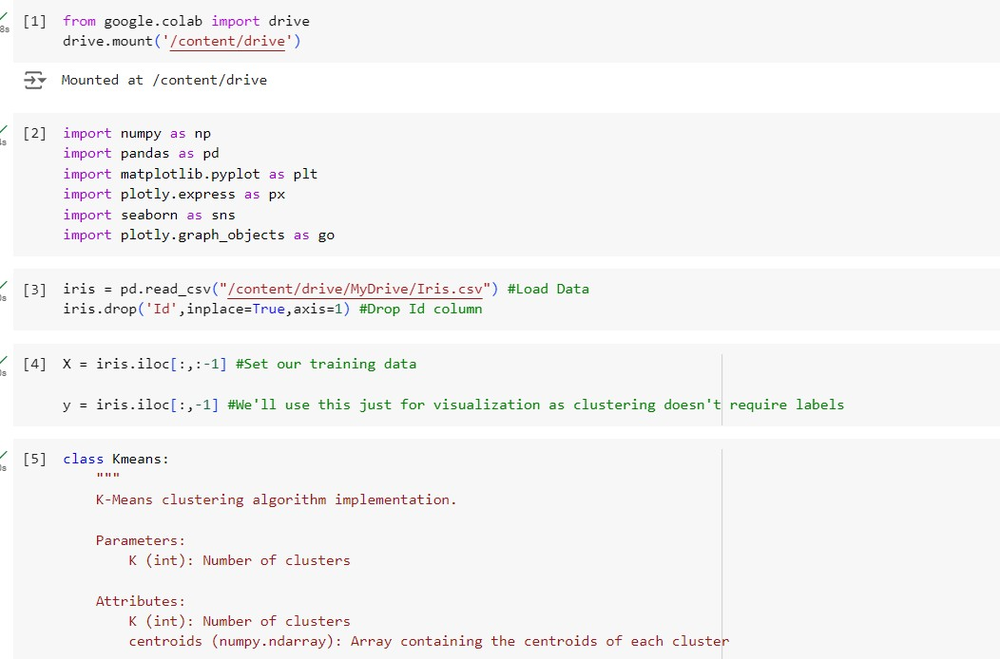 [1] from google.colab import drive
drive.mount('/content/drive')
Mounted at /content/drive
[2] import numpy as np
import pandas as pd
import matplotlib.pyplot as plt
import plotly.express as px
import seaborn as sns
import plotly.graph_objects as go
[3] iris = pd.read_csv("/content/drive/MyDrive/Iris.csv") #Load Data
iris.drop('Id',inplace=True,axis=1) #Drop Id column
[4] X = iris.iloc[:,:-1] #Set our training data
y = iris.iloc[:,-1] #We'll use this just for visualization as clustering doesn't require labels
[5] class Kmeans:
"""
K-Means clustering algorithm implementation.
Parameters:
K (int): Number of clusters
Attributes:
K (int): Number of clusters
centroids (numpy.ndarray): Array containing the centroids of each cluster